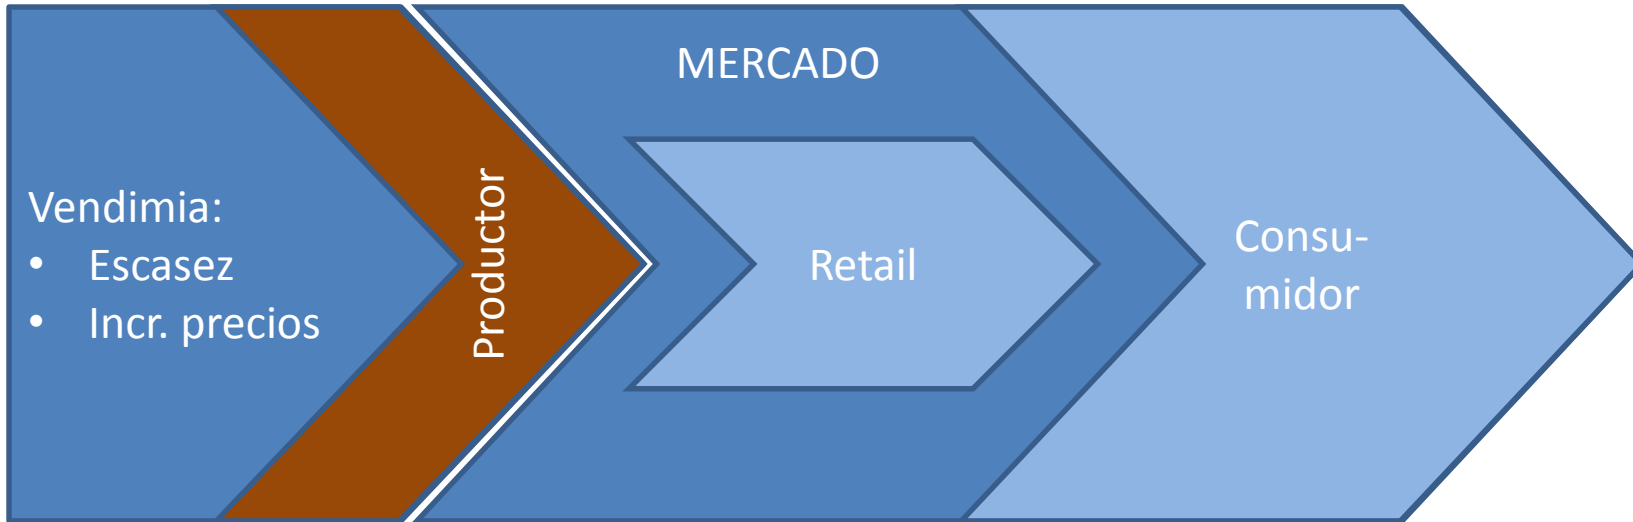 Vendimia:
• Escasez
• Incr. precios
Productor
MERCADO
Retail
Consu-
midor